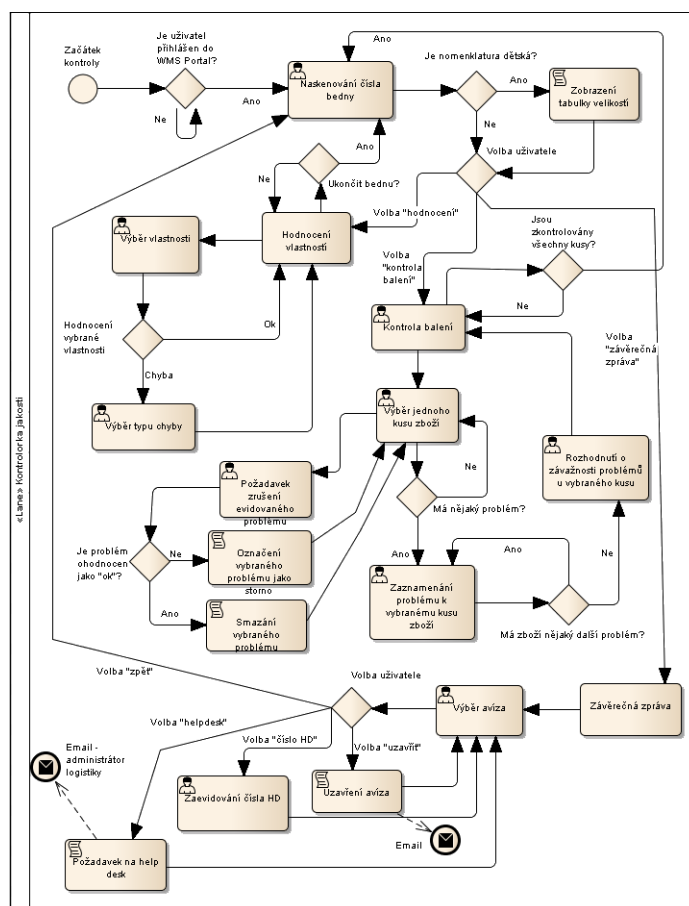 Začátek
kontroly
Je uživatel
přihlášen do
WMS Portal?
Ano
Ne
Naskenování čísla
bedny
Ano
Je nomenklatura dětská?
Ano
Zobrazení
tabulky velikostí
Ne
Volba uživatele
Ano
Ne
Ukončit bednu?
Volba "hodnocení"
Jsou
zkontrolovány
všechny kusy?
Výběr vlastnosti
Hodnocení
vlastností
Volba
"kontrola
balení"
Ne
Hodnocení
vybrané
vlastnosti
Ok
Kontrola balení
Volba
"závěrečná
zpráva"
Chyba
Výběr typu chyby
Výběr jednoho
kusu zboží
Ne
Rozhodnutí o
závažnosti problémů
u vybraného kusu
Požadavek
zrušení
evidovaného
problému
Má nějaký problém?
Je problém
ohodnocen
jako "ok"?
Ne
Označení
vybraného
problému jako
storno
Ano
Ano
Ne
Zaznamenání
problému k
vybranému kusu
zboží
Ano
Smazání
vybraného
problému
Má zboží nějaký další problém?
«Lane» Kontrolorka jakosti
Volba "zpět"
Volba uživatele
Výběr avíza
Závěrečná zpráva
Volba "helpdesk"
Volba "číslo HD"
Volba "uzavřít"
Email -
administrátor
logistiky
Zaevidování čísla
HD
Uzavření avíza
Email
Požadavek na help
desk